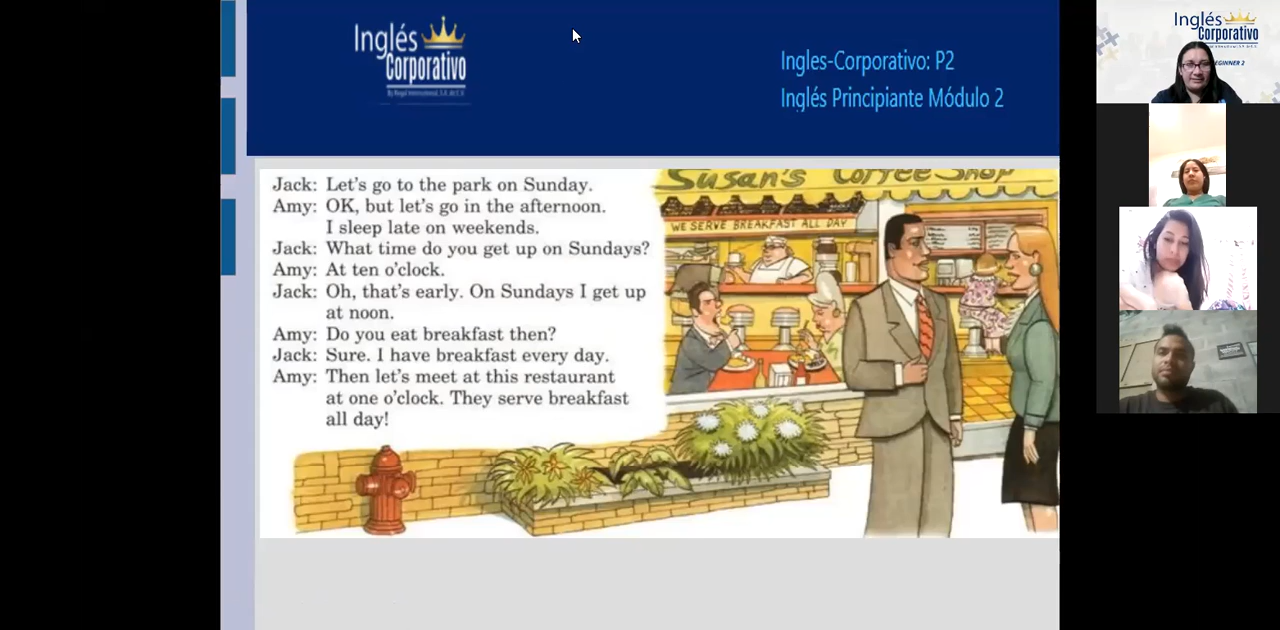 Inglés
Corporativo
Ingles-Corporativo: P2
Inglés Principiante Módulo 2
Jack: Let's go to the park on Sunday.
Amy: OK, but let's go in the afternoon.
I sleep late on weekends.
Jack: What time do you get up on Sundays?
Amy: At ten o'clock.
Jack: Oh, that's early. On Sundays I get up
at noon.
Amy: Do you eat breakfast then?
Jack: Sure. I have breakfast every day.
Amy: Then let's meet at this restaurant
at one o'clock. They serve breakfast
all day!
Susan's Coffee Shop
WE SERVE BREAKFAST ALL DAY
Inglés
Corporativo